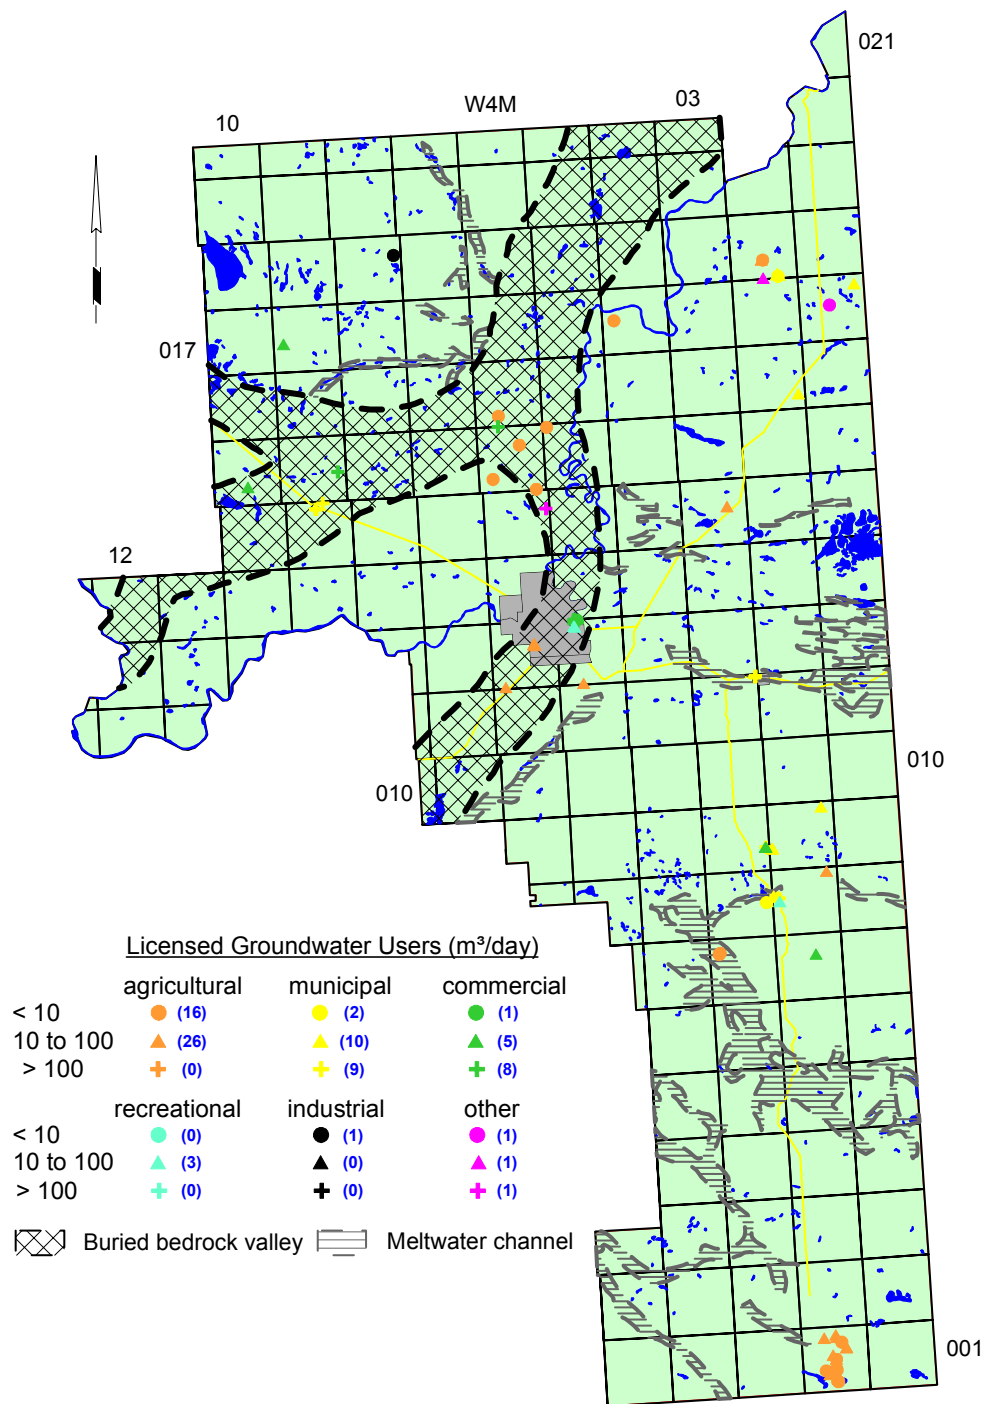 021
W4M
03
10
017
12
010
010
Licensed Groundwater Users (m³/day)
agricultural municipal commercial
< 10 (16) (2) (1)
10 to 100 (26) (10) (5)
> 100 (0) (9) (8)
recreational industrial other
< 10 (0) (1) (1)
10 to 100 (3) (0) (1)
> 100 (0) (0) (1)
Buried bedrock valley Meltwater channel
001